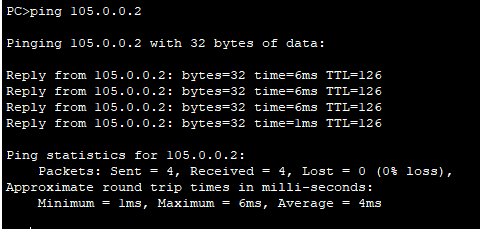 PC>ping 105.0.0.2
Pinging 105.0.0.2 with 32 bytes of data:
Reply from 105.0.0.2: bytes=32 time=6ms TTL=126
Reply from 105.0.0.2: bytes=32 time=6ms TTL=126
Reply from 105.0.0.2: bytes=32 time=6ms TTL=126
Reply from 105.0.0.2: bytes=32 time=1ms TTL=126
Ping statistics for 105.0.0.2:
Packets: Sent = 4, Received = 4, Lost = 0 (0% loss),
Approximate round trip times in milli-seconds:
Minimum = 1ms, Maximum = 6ms, Average = 4ms